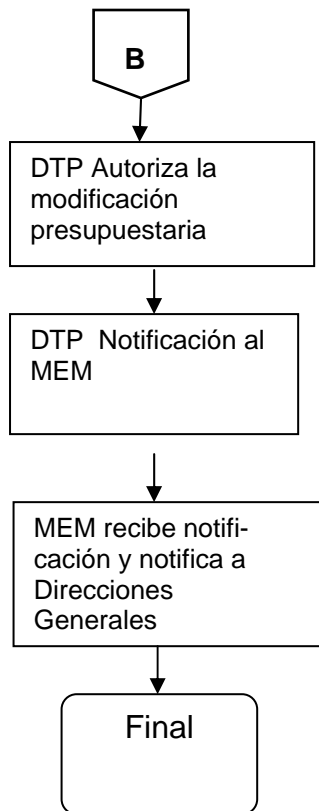 B
DTP Autoriza la
modificación
presupuestaria
DTP Notificación al
MEM
MEM recibe notifi-
cación y notifica a
Direcciones
Generales
Final